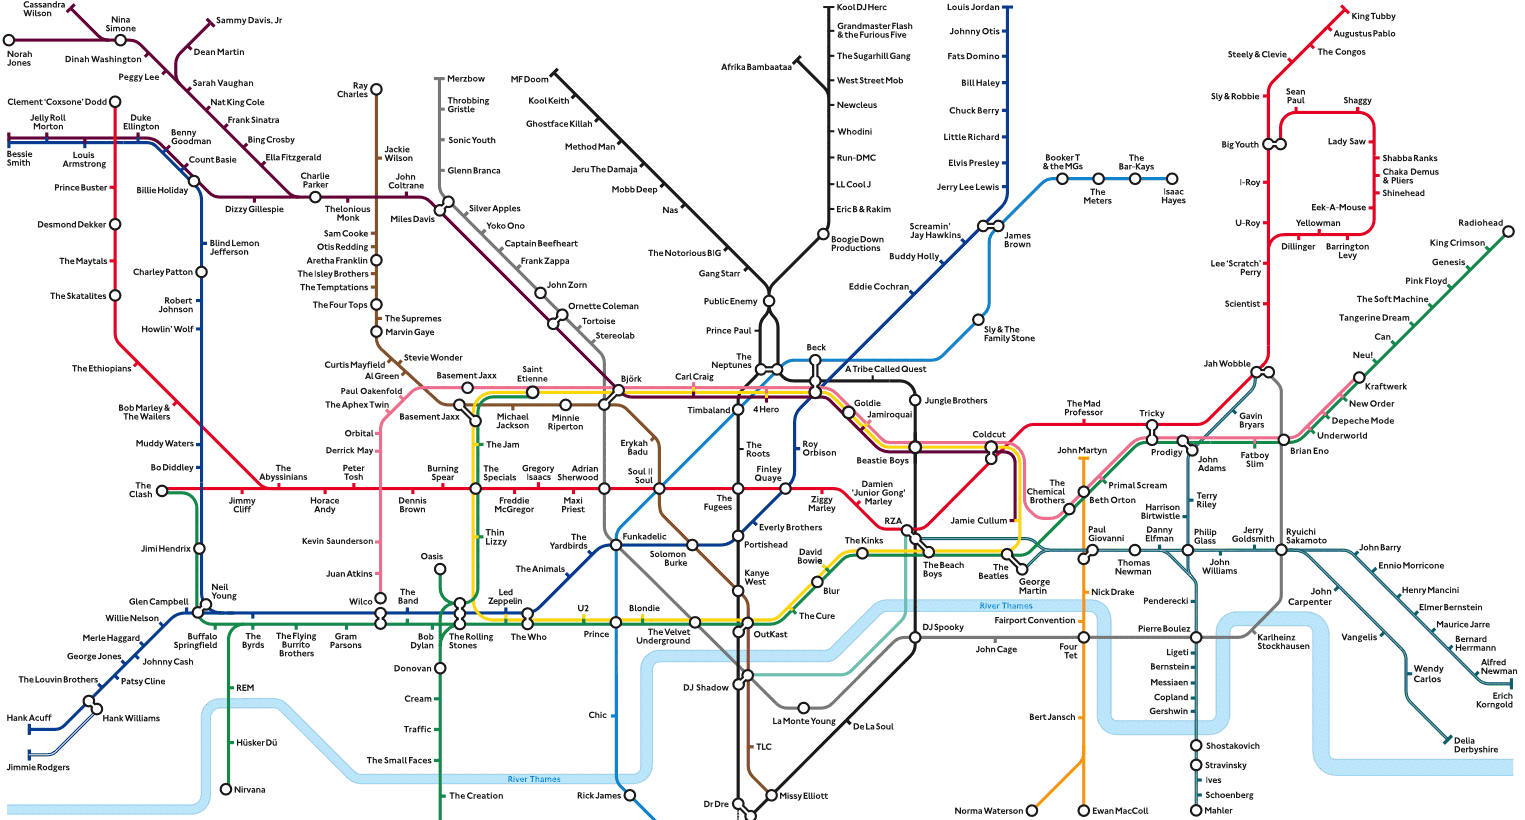 Cassandra
Wilson
Nina
Simone
Sammy Davis, Jr
Norah
Jones
Dinah Washington
Dean Martin
Peggy Lee
Sarah Vaughan
Nat King Cole
Frank Sinatra
Bing Crosby
Ella Fitzgerald
Clement 'Coxsone' Dodd
Jelly Roll
Morton
Duke
Ellington
Benny
Goodman
Count Basie
Bessie
Smith
Louis
Armstrong
Billie Holiday
Charlie
Parker
Dizzy Gillespie
Thelonious
Monk
John
Coltrane
Miles Davis
Prince Buster
Desmond Dekker
The Maytals
The Skatalites
The Ethiopians
Bob Marley &
The Wailers
Blind Lemon
Jefferson
Charley Patton
Robert
Johnson
Howlin' Wolf
Muddy Waters
Bo Diddley
Ray
Charles
Jackie
Wilson
Sam Cooke
Otis Redding
Aretha Franklin
The Isley Brothers
The Temptations
The Four Tops
The Supremes
Marvin Gaye
Curtis Mayfield
Stevie Wonder
Al Green
Merzbow
Throbbing
Gristle
Sonic Youth
Glenn Branca
Silver Apples
Yoko Ono
Captain Beefheart
Frank Zappa
John Zorn
Ornette Coleman
Tortoise
Stereolab
MF Doom
Kool Keith
Ghostface Killah
Method Man
Jeru The Damaja
Mobb Deep
Nas
The Notorious BIG
Gang Starr
Public Enemy
Prince Paul
The
Neptunes
Kool DJ Herc
Grandmaster Flash
& the Furious Five
The Sugarhill Gang
Afrika Bambaataa
West Street Mob
Newcleus
Whodini
Run-DMC
LL Cool J
Eric B & Rakim
Boogie Down
Productions
Louis Jordan
Johnny Otis
Fats Domino
Bill Haley
Chuck Berry
Little Richard
Elvis Presley
Jerry Lee Lewis
Screamin'
Jay Hawkins
Buddy Holly
Eddie Cochran
Booker T
& the MGs
The
Meters
The
Bar-Kays
Isaac
Hayes
James
Brown
Sly & The
Family Stone
King Tubby
Augustus Pablo
The Congos
Steely & Clevie
Sly & Robbie
Sean
Paul
Shaggy
Big Youth
Lady Saw
Shabba Ranks
Chaka Demus
& Pliers
Shinehead
Eek-A-Mouse
I-Roy
U-Roy
Yellowman
Dillinger
Barrington
Levy
Lee 'Scratch'
Perry
Scientist
Jah Wobble
Radiohead
King Crimson
Genesis
Pink Floyd
The Soft Machine
Tangerine Dream
Can
Neu!
Kraftwerk
New Order
Depeche Mode
Underworld
Brian Eno
Paul Oakenfold
The Aphex Twin
Basement Jaxx
Basement Jaxx
Saint
Etienne
Michael
Jackson
Minnie
Riperton
Björk
Carl Craig
4 Hero
Timbaland
Beck
A Tribe Called Quest
Goldie
Jamiroquai
Jungle Brothers
Beastie Boys
Coldcut
The Mad
Professor
Tricky
Prodigy
Gavin
Bryars
John
Adams
Fatboy
Slim
John Martyn
Orbital
Derrick May
Kevin Saunderson
Juan Atkins
The Jam
Erykah
Badu
The
Roots
Roy
Orbison
Finley
Quaye
The
Clash
Jimmy
Cliff
The
Abyssinians
Horace
Andy
Peter
Tosh
Dennis
Brown
Burning
Spear
The
Specials
Freddie
McGregor
Gregory
Isaacs
Maxi
Priest
Adrian
Sherwood
Soul II
Soul
The
Fugees
Ziggy
Marley
Damien
'Junior Gong'
Marley
RZA
Jamie Cullum
The
Chemical
Brothers
Primal Scream
Beth Orton
Harrison
Birtwistle
Terry
Riley
Jimi Hendrix
Thin
Lizzy
The
Yardbirds
The Animals
Funkadelic
Solomon
Burke
Everly Brothers
Portishead
The Kinks
David
Bowie
Blur
The Cure
The Beach
Boys
The
Beatles
George
Martin
Paul
Giovanni
Thomas
Newman
Danny
Elfman
Philip
Glass
John
Williams
Jerry
Goldsmith
Ryuichi
Sakamoto
John Barry
Ennio Morricone
Henry Mancini
Elmer Bernstein
Maurice Jarre
Bernard
Herrmann
Alfred
Newman
Erich
Korngold
John
Carpenter
Vangelis
Wendy
Carlos
Delia
Derbyshire
Oasis
Neil
Young
Glen Campbell
Willie Nelson
Merle Haggard
George Jones
Johnny Cash
The Louvin Brothers
Patsy Cline
Hank Acuff
Hank Williams
Jimmie Rodgers
Buffalo
Springfield
The
Byrds
The Flying
Burrito
Brothers
Gram
Parsons
Wilco
The
Band
Bob
Dylan
The Rolling
Stones
Led
Zeppelin
The Who
U2
Prince
Blondie
The Velvet
Underground
Kanye
West
OutKast
DJ Shadow
La Monte Young
DJ Spooky
John Cage
De La Soul
River Thames
Nick Drake
Fairport Convention
Four
Tet
Bert Jansch
Norma Waterson
Ewan MacColl
Penderecki
Pierre Boulez
Karlheinz
Stockhausen
Ligeti
Bernstein
Messiaen
Copland
Gershwin
Shostakovich
Stravinsky
Ives
Schoenberg
Mahler
REM
Hüsker Dü
Nirvana
Donovan
Cream
Traffic
The Small Faces
The Creation
River Thames
Chic
Rick James
TLC
Dr Dre
Missy Elliott